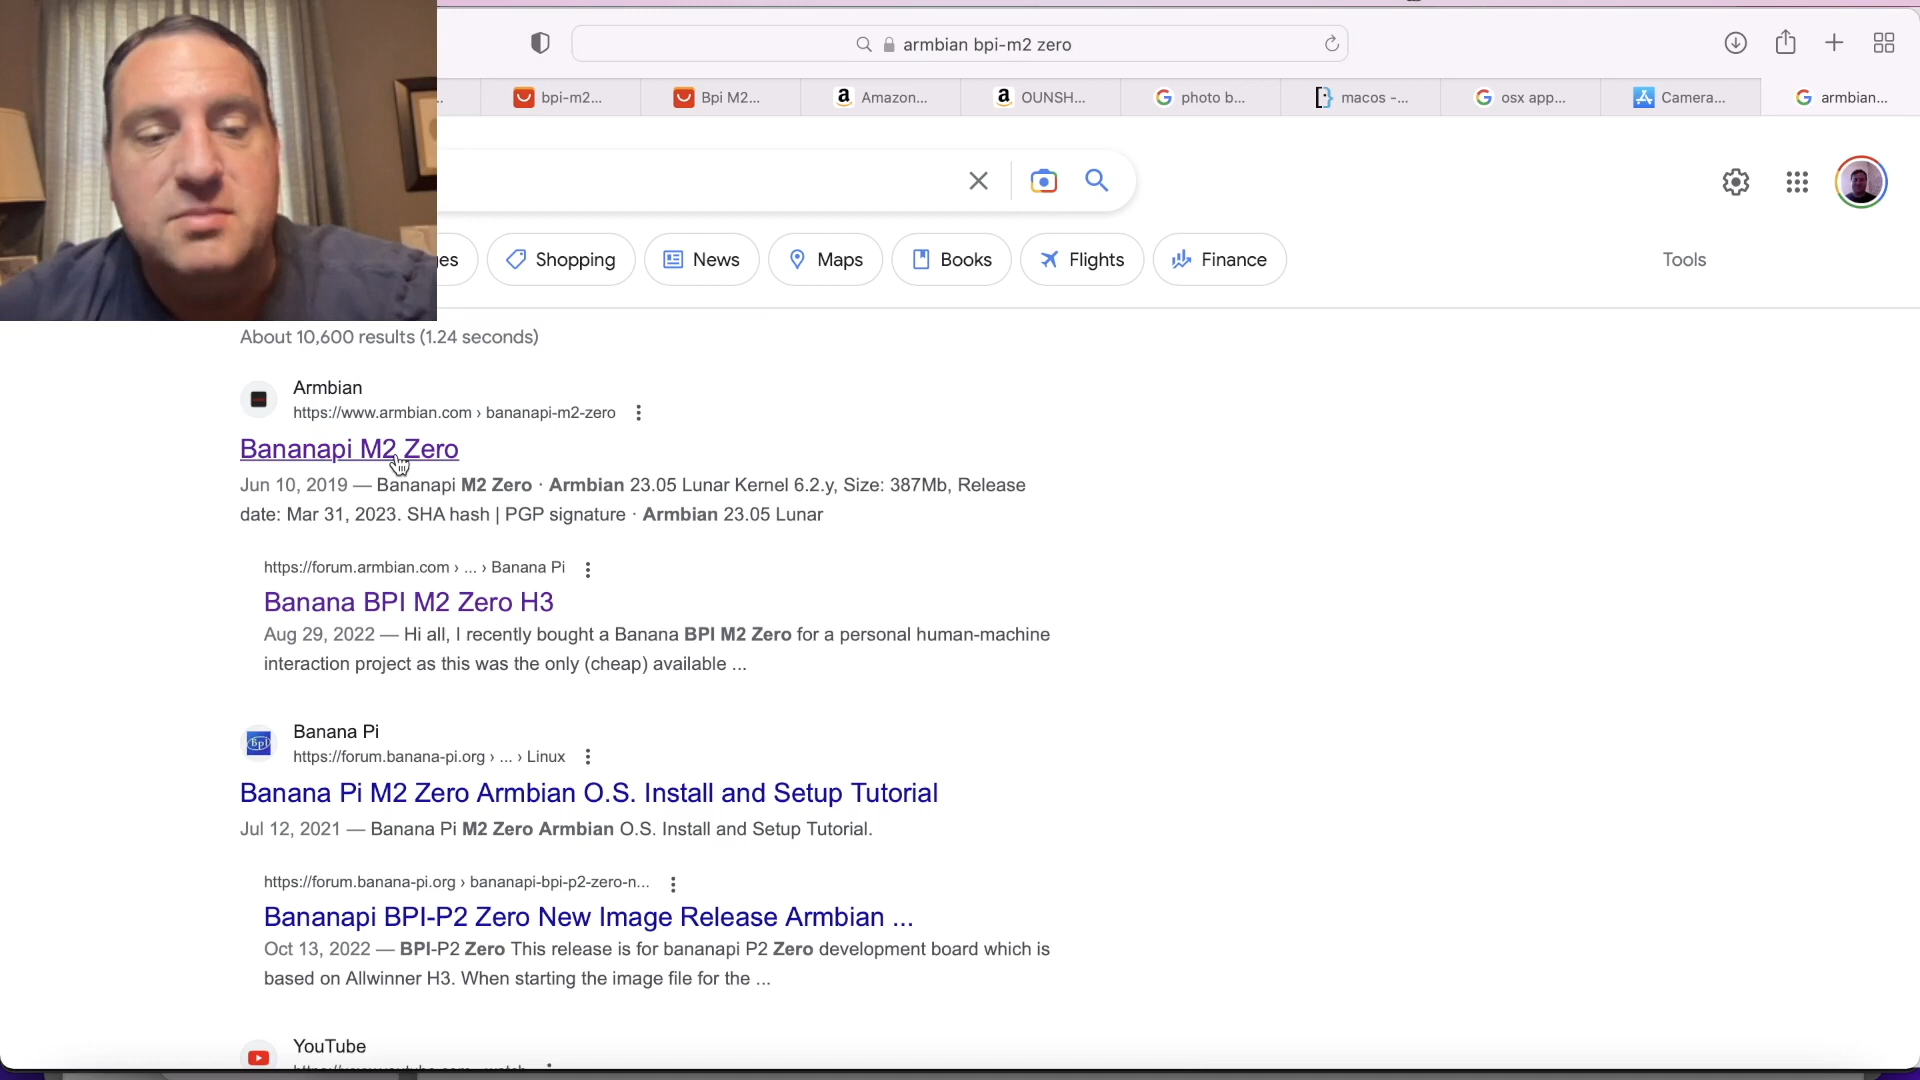 armbian bpi-m2 zero
bpi-m2...
Bpi M2...
Amazon...
OUNSH...
photo b...
macos -...
osx app...
Camera...
armbian...
es
Shopping
News
Maps
Books
Flights
Finance
Tools
About 10,600 results (1.24 seconds)
Armbian
https://www.armbian.com › bananapi-m2-zero
Bananapi M2 Zero
Jun 10, 2019 — Bananapi M2 Zero · Armbian 23.05 Lunar Kernel 6.2.y, Size: 387Mb, Release
date: Mar 31, 2023. SHA hash | PGP signature · Armbian 23.05 Lunar
https://forum.armbian.com › ... › Banana Pi
Banana BPI M2 Zero H3
Aug 29, 2022 — Hi all, I recently bought a Banana BPI M2 Zero for a personal human-machine
interaction project as this was the only (cheap) available ...
Banana Pi
https://forum.banana-pi.org › ... › Linux
Banana Pi M2 Zero Armbian O.S. Install and Setup Tutorial
Jul 12, 2021 — Banana Pi M2 Zero Armbian O.S. Install and Setup Tutorial.
https://forum.banana-pi.org › bananapi-bpi-p2-zero-n...
Bananapi BPI-P2 Zero New Image Release Armbian ...
Oct 13, 2022 — BPI-P2 Zero This release is for bananapi P2 Zero development board which is
based on Allwinner H3. When starting the image file for the ...
YouTube